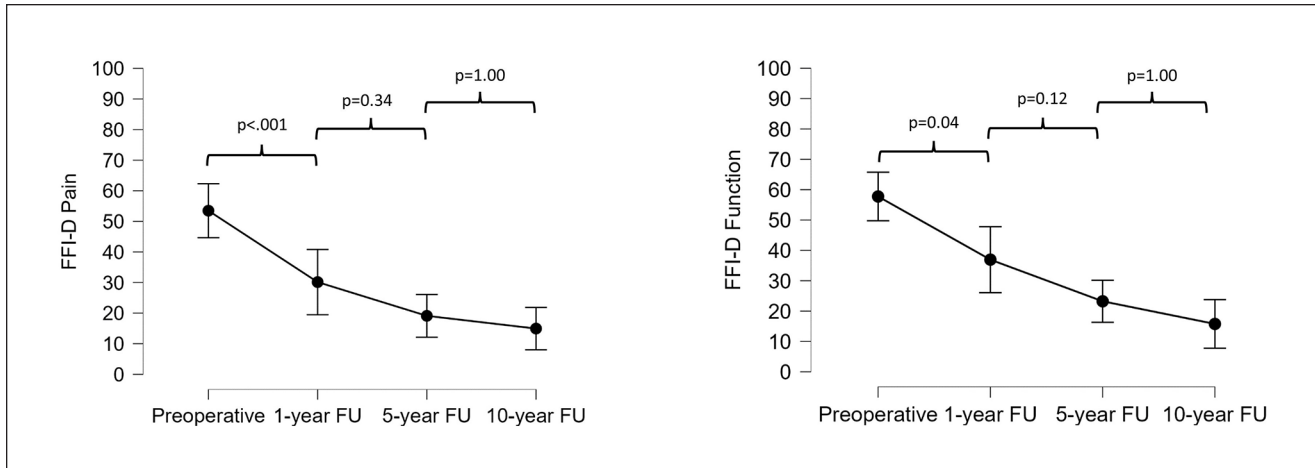 100
90
80
70
60
50
40
30
20
10
0
FFI-D Pain
p<.001
p=0.34
p=1.00
Preoperative 1-year FU 5-year FU 10-year FU
100
90
80
70
60
50
40
30
20
10
0
FFI-D Function
p=0.04
p=0.12
p=1.00
Preoperative 1-year FU 5-year FU 10-year FU